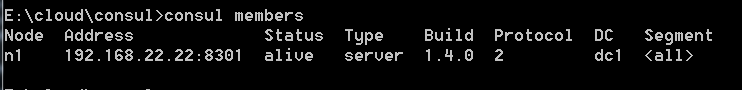 E:\cloud\consul>consul members
Node Address Status Type Build Protocol DC Segment
n1 192.168.22.22:8301 alive server 1.4.0 2 dc1 <all>